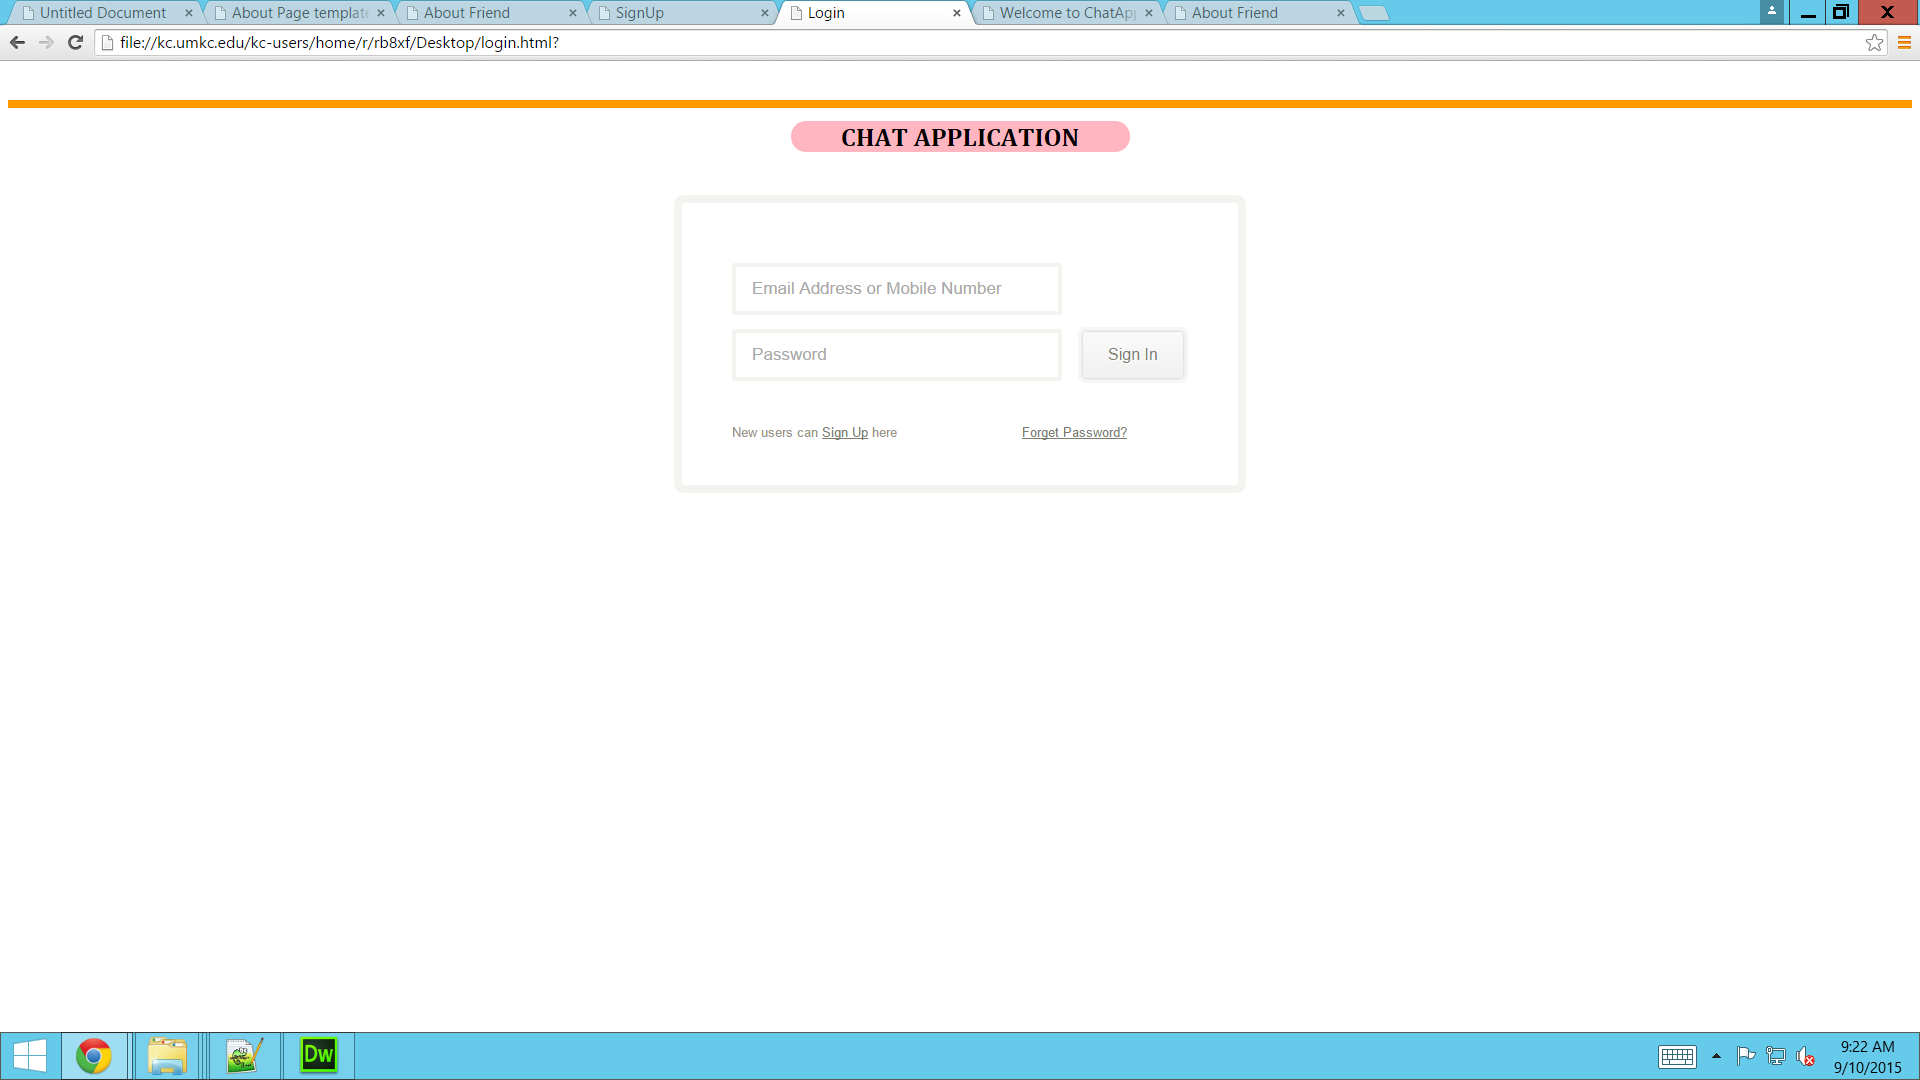 Untitled Document
About Page template
About Friend
SignUp
Login
Welcome to ChatApp
About Friend
file://kc.umkc.edu/kc-users/home/r/rb8xf/Desktop/login.html?
CHAT APPLICATION
Email Address or Mobile Number
Password
Sign In
New users can Sign Up here
Forget Password?
Dw
9:22 AM
9/10/2015